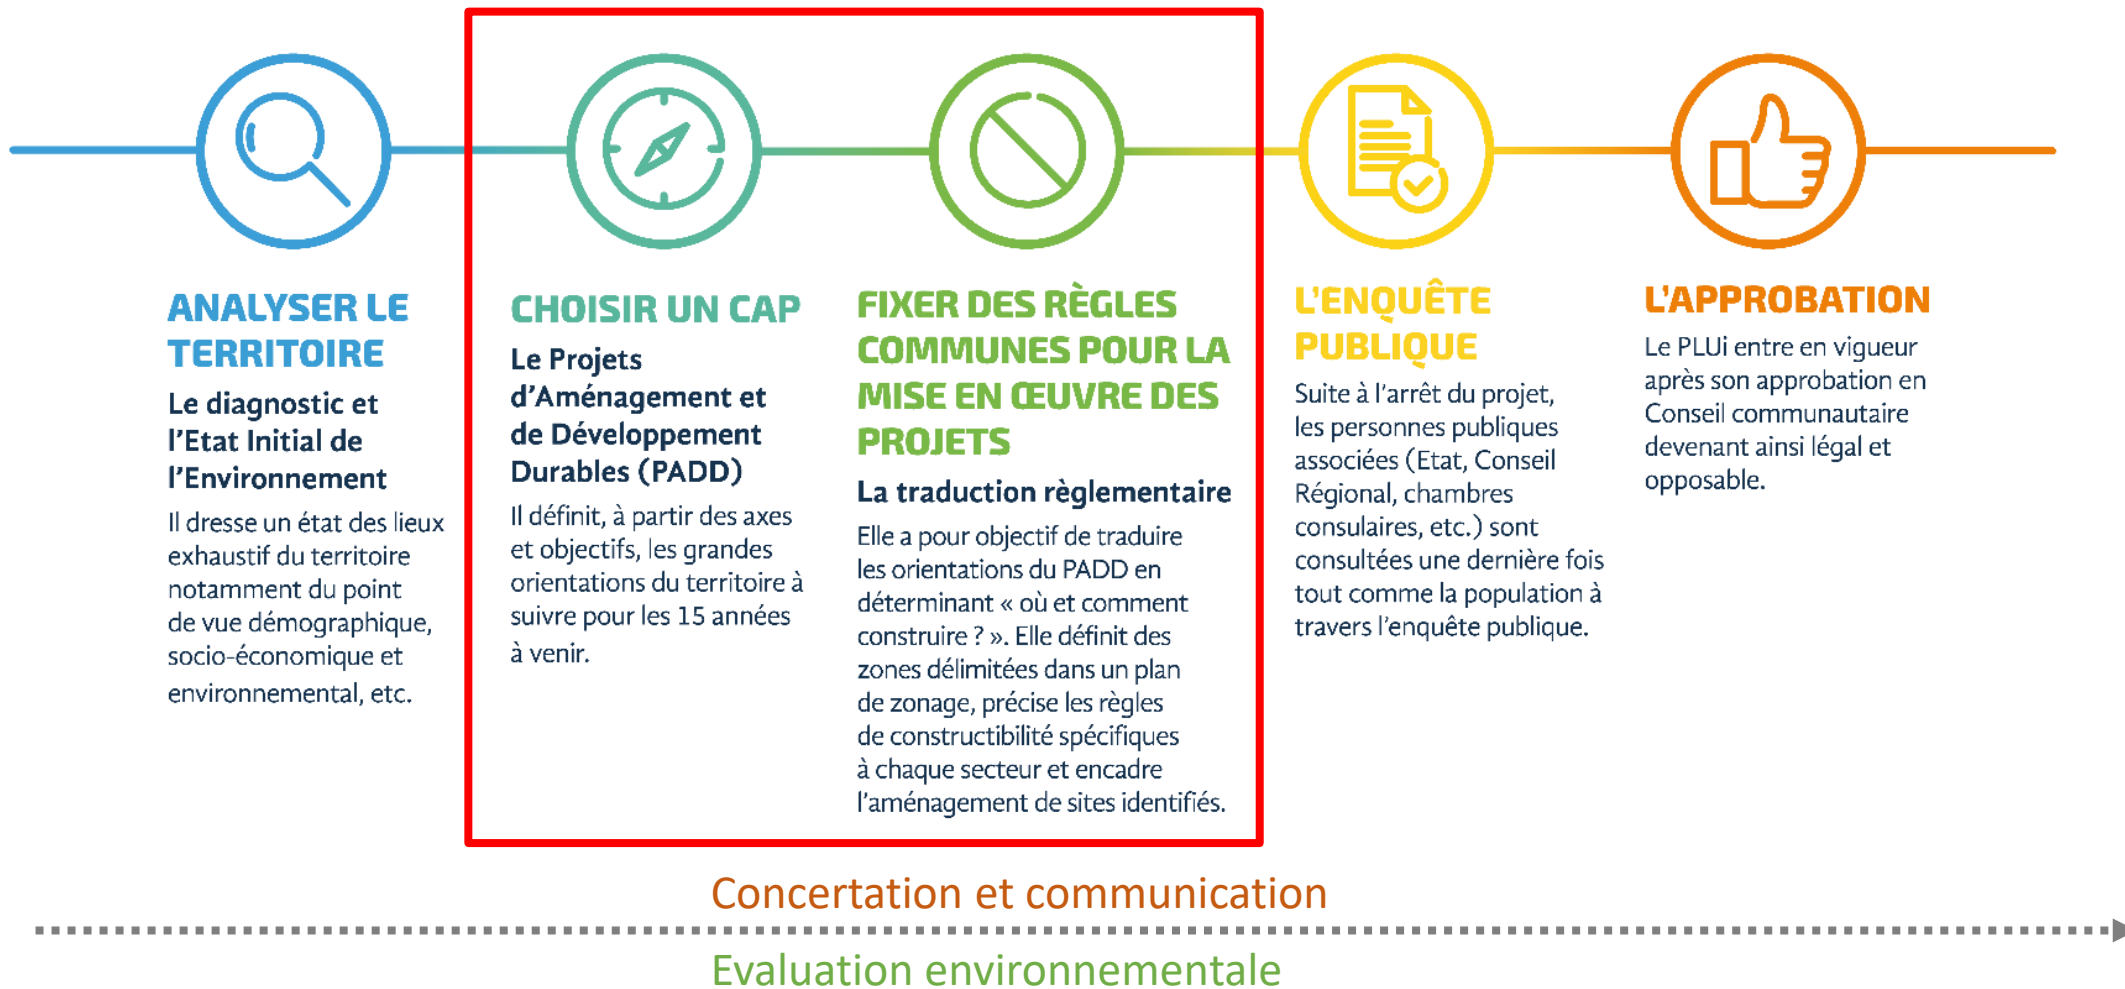 ANALYSER LE
TERRITOIRE
Le diagnostic et
l'Etat Initial de
l'Environnement
Il dresse un état des lieux
exhaustif du territoire
notamment du point
de vue démographique,
socio-économique et
environnemental, etc.
CHOISIR UN CAP
Le Projets
d'Aménagement et
de Développement
Durables (PADD)
Il définit, à partir des axes
et objectifs, les grandes
orientations du territoire à
suivre pour les 15 années
à venir.
FIXER DES RÈGLES
COMMUNES POUR LA
MISE EN ŒUVRE DES
PROJETS
La traduction règlementaire
Elle a pour objectif de traduire
les orientations du PADD en
déterminant « où et comment
construire ? ». Elle définit des
zones délimitées dans un plan
de zonage, précise les règles
de constructibilité spécifiques
à chaque secteur et encadre
l'aménagement de sites identifiés.
L'ENQUÊTE
PUBLIQUE
Suite à l'arrêt du projet,
les personnes publiques
associées (Etat, Conseil
Régional, chambres
consulaires, etc.) sont
consultées une dernière fois
tout comme la population à
travers l'enquête publique.
L'APPROBATION
Le PLUi entre en vigueur
après son approbation en
Conseil communautaire
devenant ainsi légal et
opposable.
Concertation et communication
Evaluation environnementale